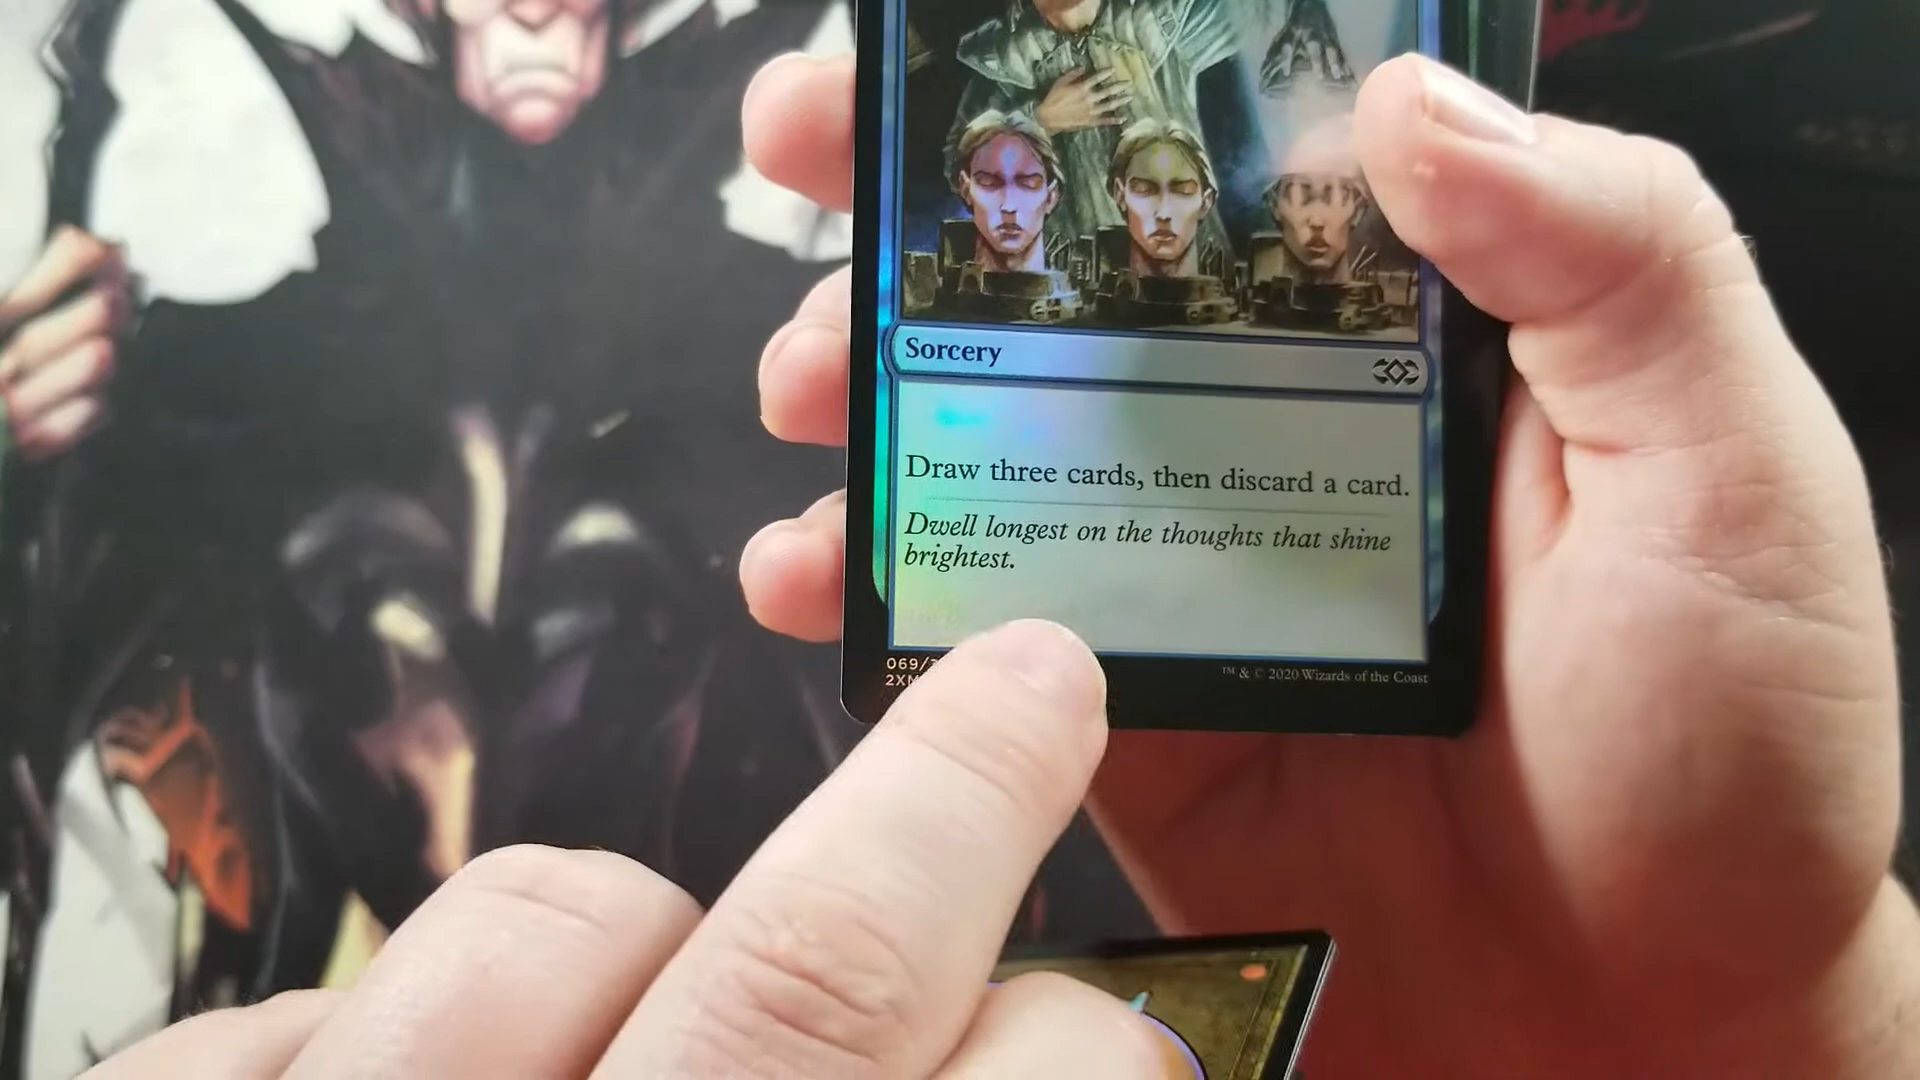 Sorcery
Draw three cards, then discard a card.
Dwell longest on the thoughts that shine
brightest.
069/
2XM
™ & © 2020 Wizards of the Coast